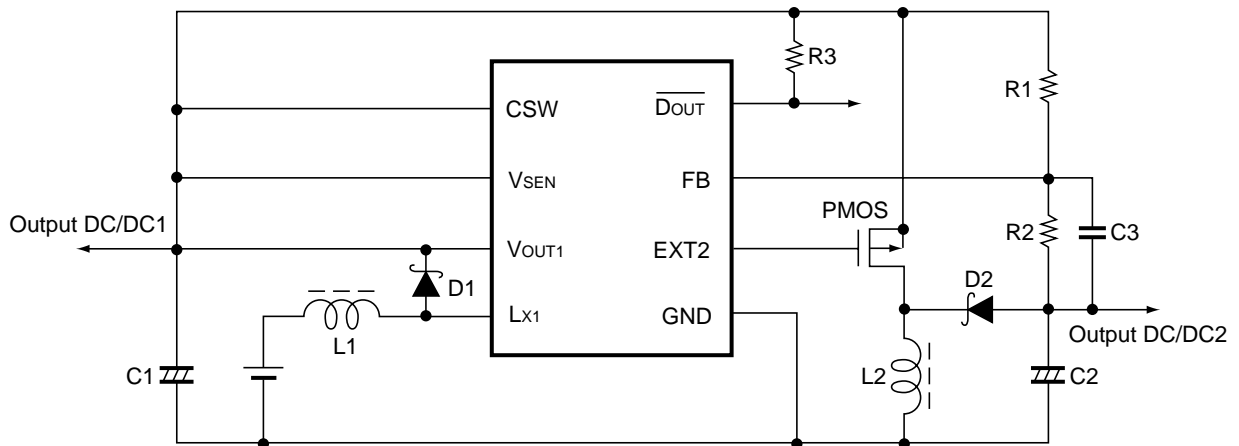 R3
R1
CSW
DOUT
VSEN
FB
PMOS
Output DC/DC1
R2
C3
VOUT1
EXT2
D1
D2
LX1
GND
L1
Output DC/DC2
C1
L2
C2